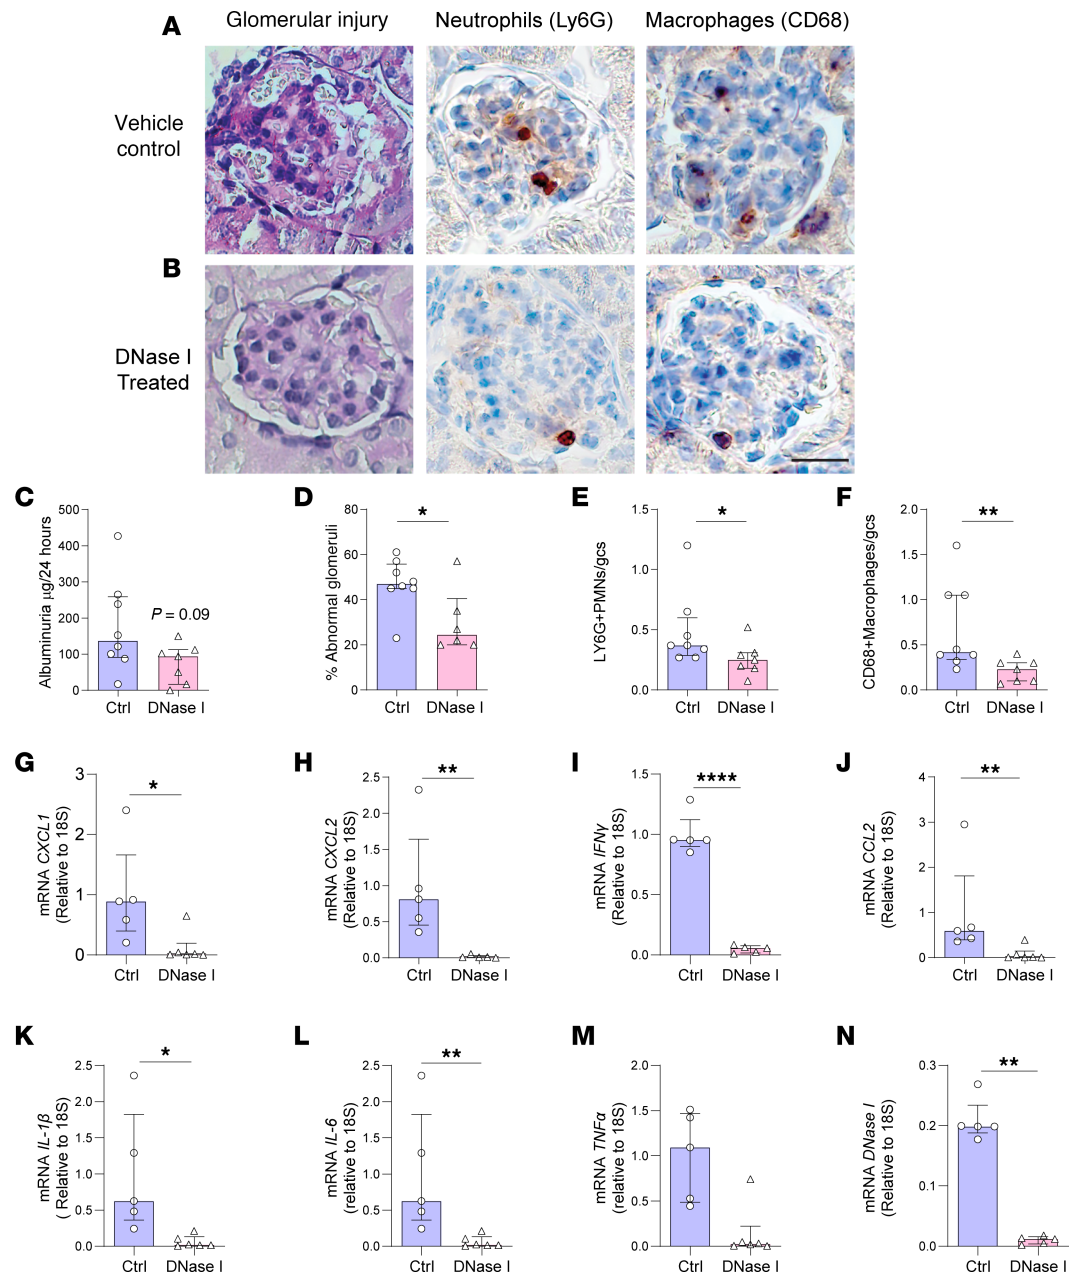 A
Glomerular injury
Neutrophils (Ly6G)
Macrophages (CD68)
Vehicle
control
B
DNase I
Treated
C
Albuminuria μg/24 hours
500
400
300
200
100
0
P = 0.09
Ctrl
DNase I
D
% Abnormal glomeruli
80
60
40
20
0
*
Ctrl
DNase I
E
LY6G+PMNs/gcs
1.5
1.0
0.5
0.0
*
Ctrl
DNase I
F
CD68+Macrophages/gcs
2.0
1.5
1.0
0.5
0.0
**
Ctrl
DNase I
G
mRNA CXCL1
(Relative to 18S)
3
2
1
0
*
Ctrl
DNase I
H
mRNA CXCL2
(Relative to 18S)
2.5
2.0
1.5
1.0
0.5
0.0
**
Ctrl
DNase I
I
mRNA IFNγ
(Relative to 18S)
1.5
1.0
0.5
0.0
****
Ctrl
DNase I
J
mRNA CCL2
(Relative to 18S)
4
3
2
1
0
**
Ctrl
DNase I
K
mRNA IL-1β
( Relative to 18S)
2.5
2.0
1.5
1.0
0.5
0.0
*
Ctrl
DNase I
L
mRNA IL-6
(relative to 18S)
2.5
2.0
1.5
1.0
0.5
0.0
**
Ctrl
DNase I
M
mRNA TNFα
(relative to 18S)
2.0
1.5
1.0
0.5
0.0
Ctrl
DNase I
N
mRNA DNase I
(Relative to 18S)
0.3
0.2
0.1
0.0
**
Ctrl
DNase I